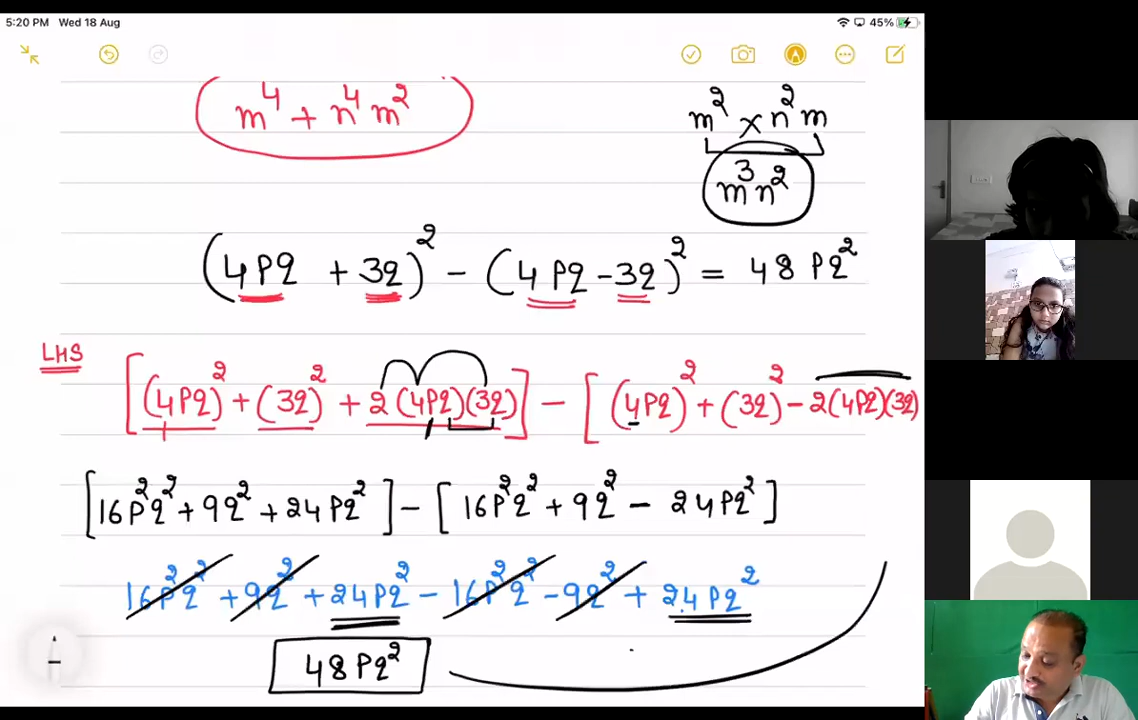 5:20 PM Wed 18 Aug 45%
m⁴ + n⁴m²
m² × n²m
m³n²
(4pq + 3q)² - (4pq - 3q)² = 48pq²
LHS
[(4pq)² + (3q)² + 2(4pq)(3q)] - [(4pq)² + (3q)² - 2(4pq)(3q)
[16p²q² + 9q² + 24pq²] - [16p²q² + 9q² - 24pq²]
16p²q² + 9q² + 24pq² - 16p²q² - 9q² + 24pq²
48pq²